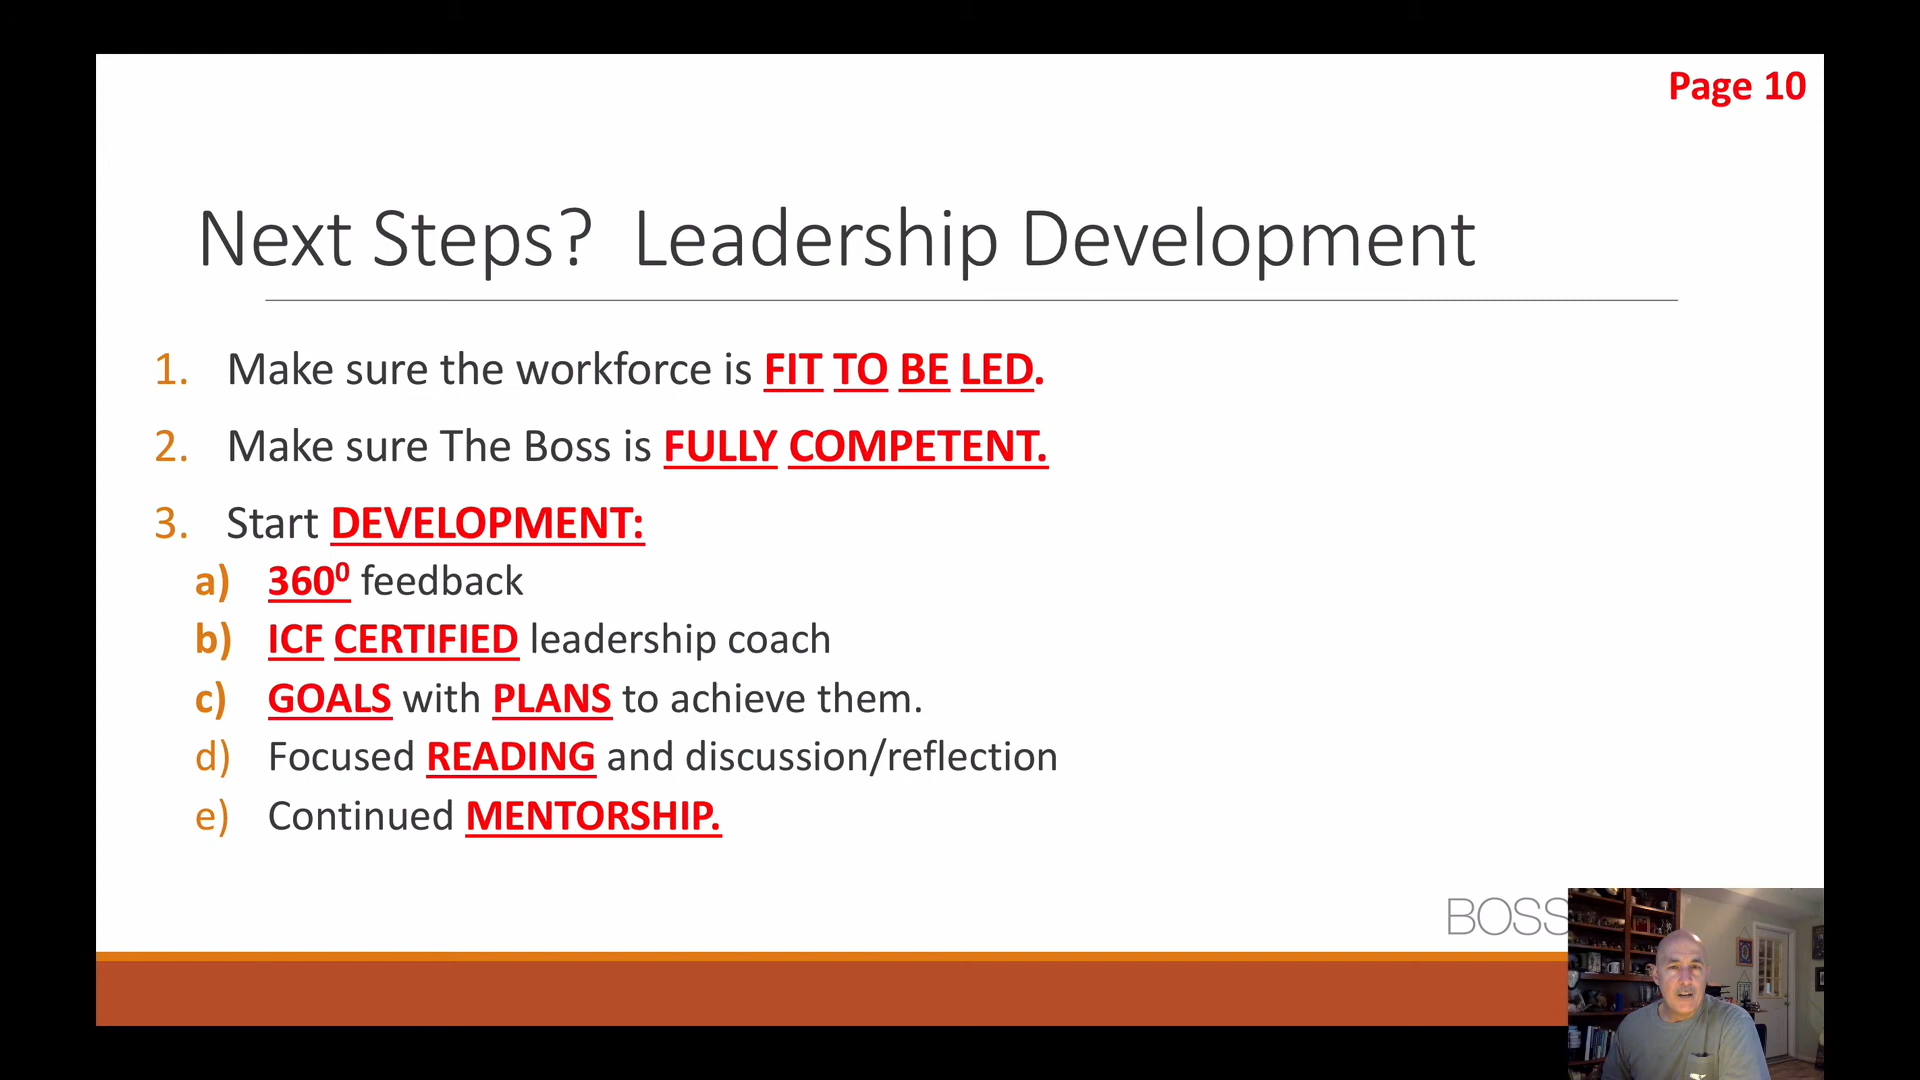 Page 10
Next Steps? Leadership Development
1. Make sure the workforce is FIT TO BE LED.
2. Make sure The Boss is FULLY COMPETENT.
3. Start DEVELOPMENT:
a) 360⁰ feedback
b) ICF CERTIFIED leadership coach
c) GOALS with PLANS to achieve them.
d) Focused READING and discussion/reflection
e) Continued MENTORSHIP.
BOSS